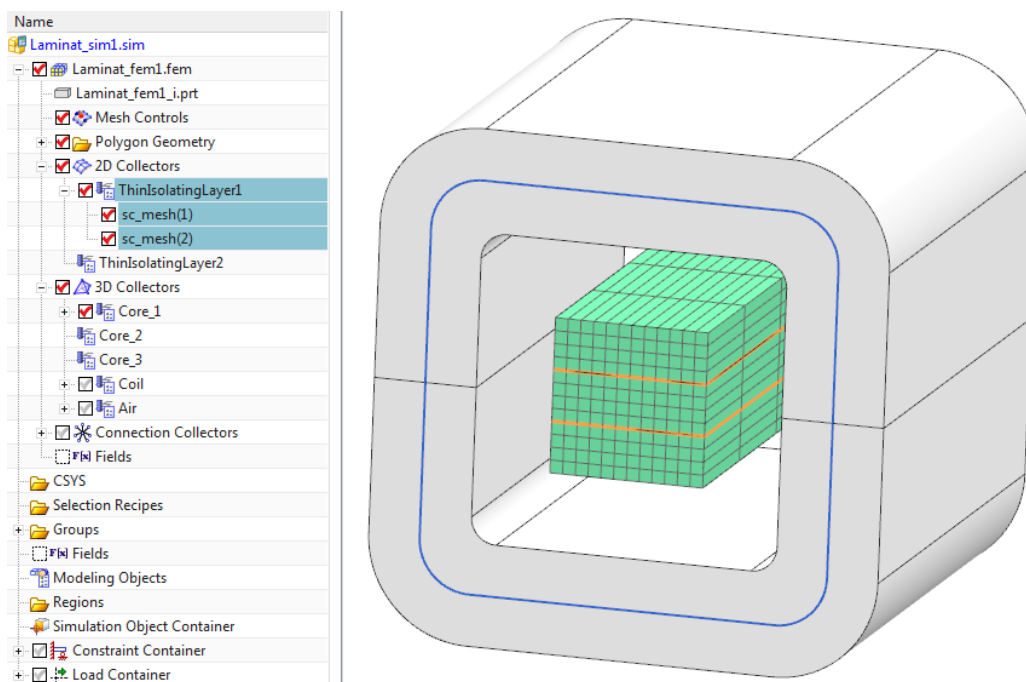 Name
Laminat_sim1.sim
Laminat_fem1.fem
Laminat_fem1_i.prt
Mesh Controls
Polygon Geometry
2D Collectors
ThinIsolatingLayer1
sc_mesh(1)
sc_mesh(2)
ThinIsolatingLayer2
3D Collectors
Core_1
Core_2
Core_3
Coil
Air
Connection Collectors
F(x) Fields
CSYS
Selection Recipes
Groups
F(x) Fields
Modeling Objects
Regions
Simulation Object Container
Constraint Container
Load Container